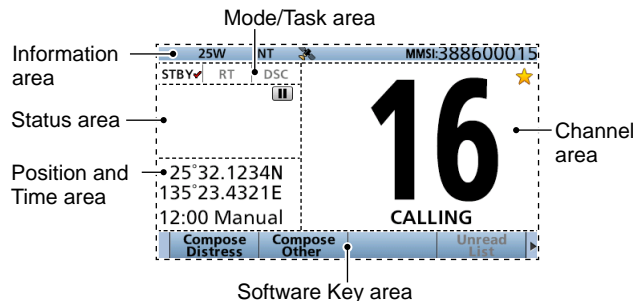 Mode/Task area
Information area
25W INT MMSI:388600015
STBY✔ RT DSC
Status area
16
Channel area
Position and Time area
25°32.1234N
135°23.4321E
12:00 Manual
CALLING
Compose Distress
Compose Other
Unread List
Software Key area